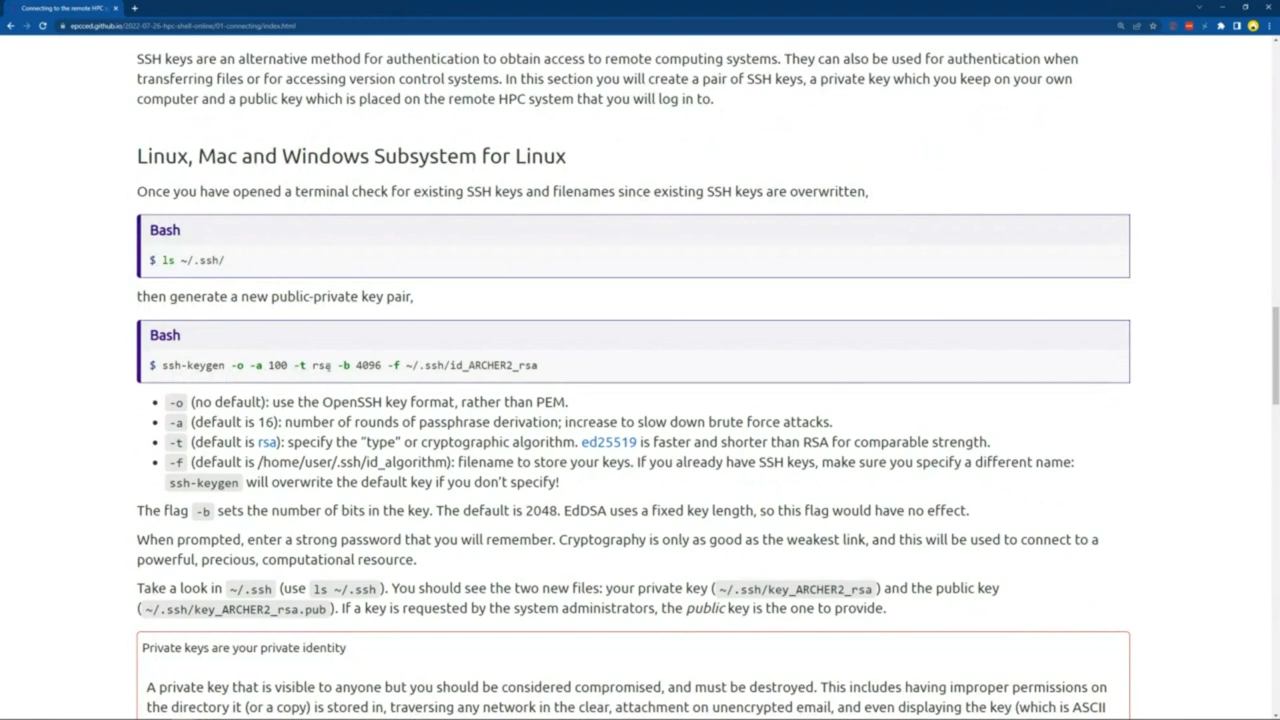 Connecting to the remote HPC s
epcced.github.io/2022-07-26-hpc-shell-online/01-connecting/index.html
SSH keys are an alternative method for authentication to obtain access to remote computing systems. They can also be used for authentication when
transferring files or for accessing version control systems. In this section you will create a pair of SSH keys, a private key which you keep on your own
computer and a public key which is placed on the remote HPC system that you will log in to.
Linux, Mac and Windows Subsystem for Linux
Once you have opened a terminal check for existing SSH keys and filenames since existing SSH keys are overwritten,
Bash
$ ls ~/.ssh/
then generate a new public-private key pair,
Bash
$ ssh-keygen -o -a 100 -t rsa -b 4096 -f ~/.ssh/id_ARCHER2_rsa
• -o (no default): use the OpenSSH key format, rather than PEM.
• -a (default is 16): number of rounds of passphrase derivation; increase to slow down brute force attacks.
• -t (default is rsa): specify the "type" or cryptographic algorithm. ed25519 is faster and shorter than RSA for comparable strength.
• -f (default is /home/user/.ssh/id_algorithm): filename to store your keys. If you already have SSH keys, make sure you specify a different name:
ssh-keygen will overwrite the default key if you don't specify!
The flag -b sets the number of bits in the key. The default is 2048. EdDSA uses a fixed key length, so this flag would have no effect.
When prompted, enter a strong password that you will remember. Cryptography is only as good as the weakest link, and this will be used to connect to a
powerful, precious, computational resource.
Take a look in ~/.ssh (use ls ~/.ssh). You should see the two new files: your private key (~/.ssh/key_ARCHER2_rsa) and the public key
(~/.ssh/key_ARCHER2_rsa.pub). If a key is requested by the system administrators, the public key is the one to provide.
Private keys are your private identity
A private key that is visible to anyone but you should be considered compromised, and must be destroyed. This includes having improper permissions on
the directory it (or a copy) is stored in, traversing any network in the clear, attachment on unencrypted email, and even displaying the key (which is ASCII